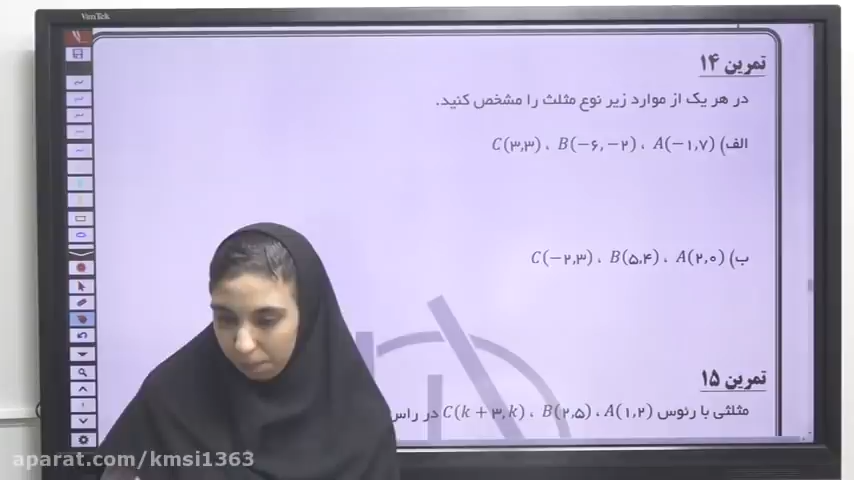 VanTek
تمرین ۱۴
در هر یک از موارد زیر نوع مثلث را مشخص کنید.
الف) A(−۱,۷) ، B(−۶,−۲) ، C(۳,۳)
ب) A(۲,۰) ، B(۵,۴) ، C(−۲,۳)
تمرین ۱۵
مثلثی با رئوس A(۱,۲) ، B(۲,۵) ، C(k + ۳, k) در راس
aparat.com/kmsi1363